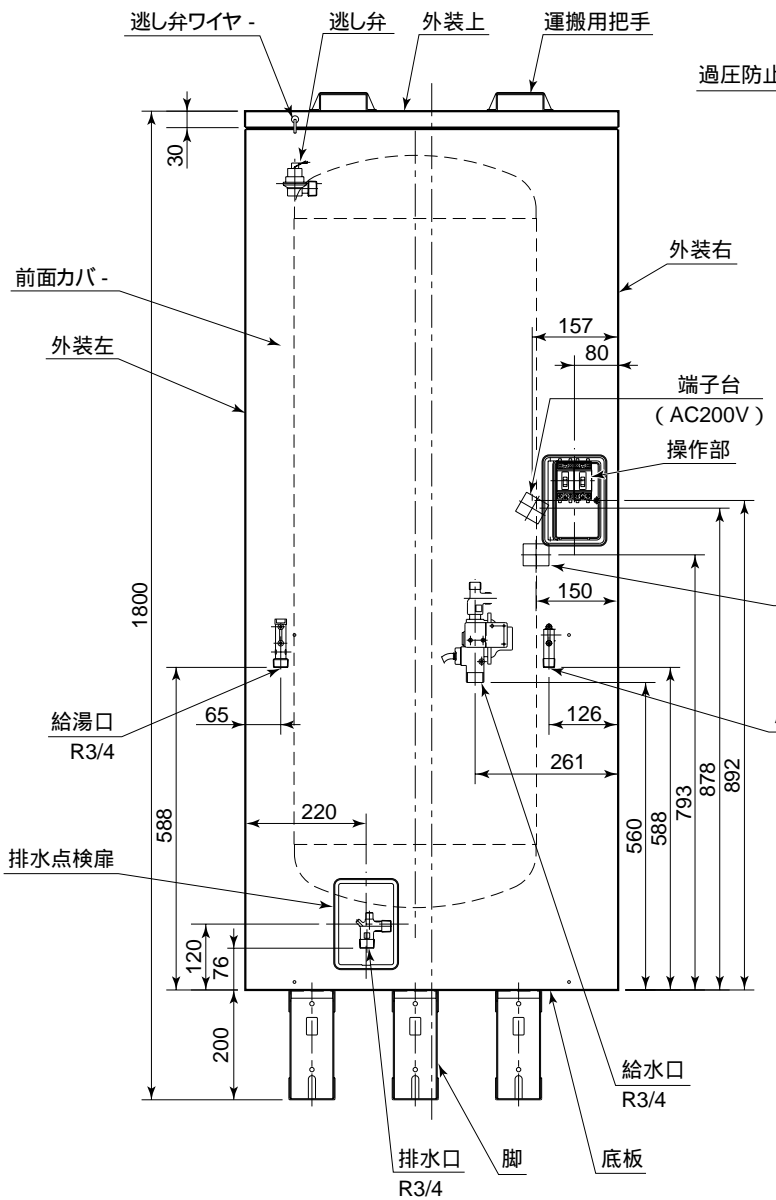 逃し弁ワイヤ-
逃し弁
外装上
運搬用把手
過圧防止
30
前面カバ-
外装右
外装左
157
80
端子台
(AC200V)
操作部
1800
150
給湯口
R3/4
65
126
261
588
220
560
588
793
878
892
排水点検扉
120
76
200
給水口
R3/4
排水口
R3/4
脚
底板